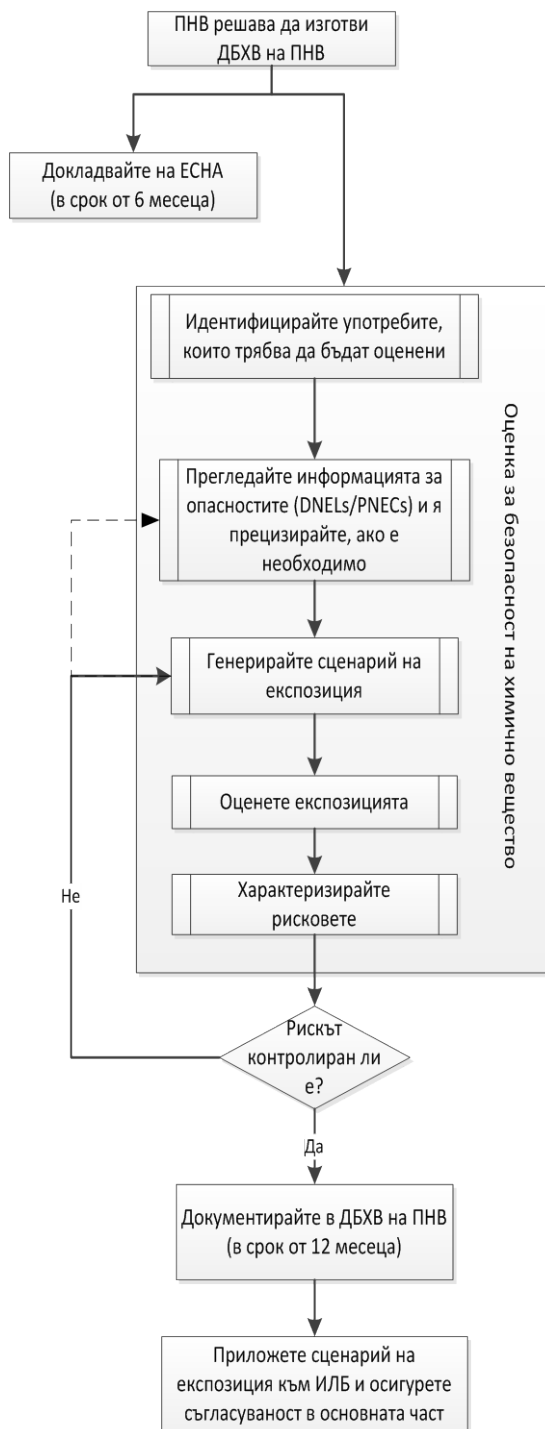 ПНВ решава да изготви
ДБХВ на ПНВ
Докладвайте на ECHA
(в срок от 6 месеца)
Идентифицирайте употребите,
които трябва да бъдат оценени
Оценка за безопасност на химично вещество
Прегледайте информацията за
опасностите (DNELs/PNECs) и я
прецизирайте, ако е
необходимо
Генерирайте сценарий на
експозиция
Оценете експозицията
Характеризирайте
рисковете
Не
Рискът
контролиран ли
е?
Да
Документирайте в ДБХВ на ПНВ
(в срок от 12 месеца)
Приложете сценарий на
експозиция към ИЛБ и осигурете
съгласуваност в основната част